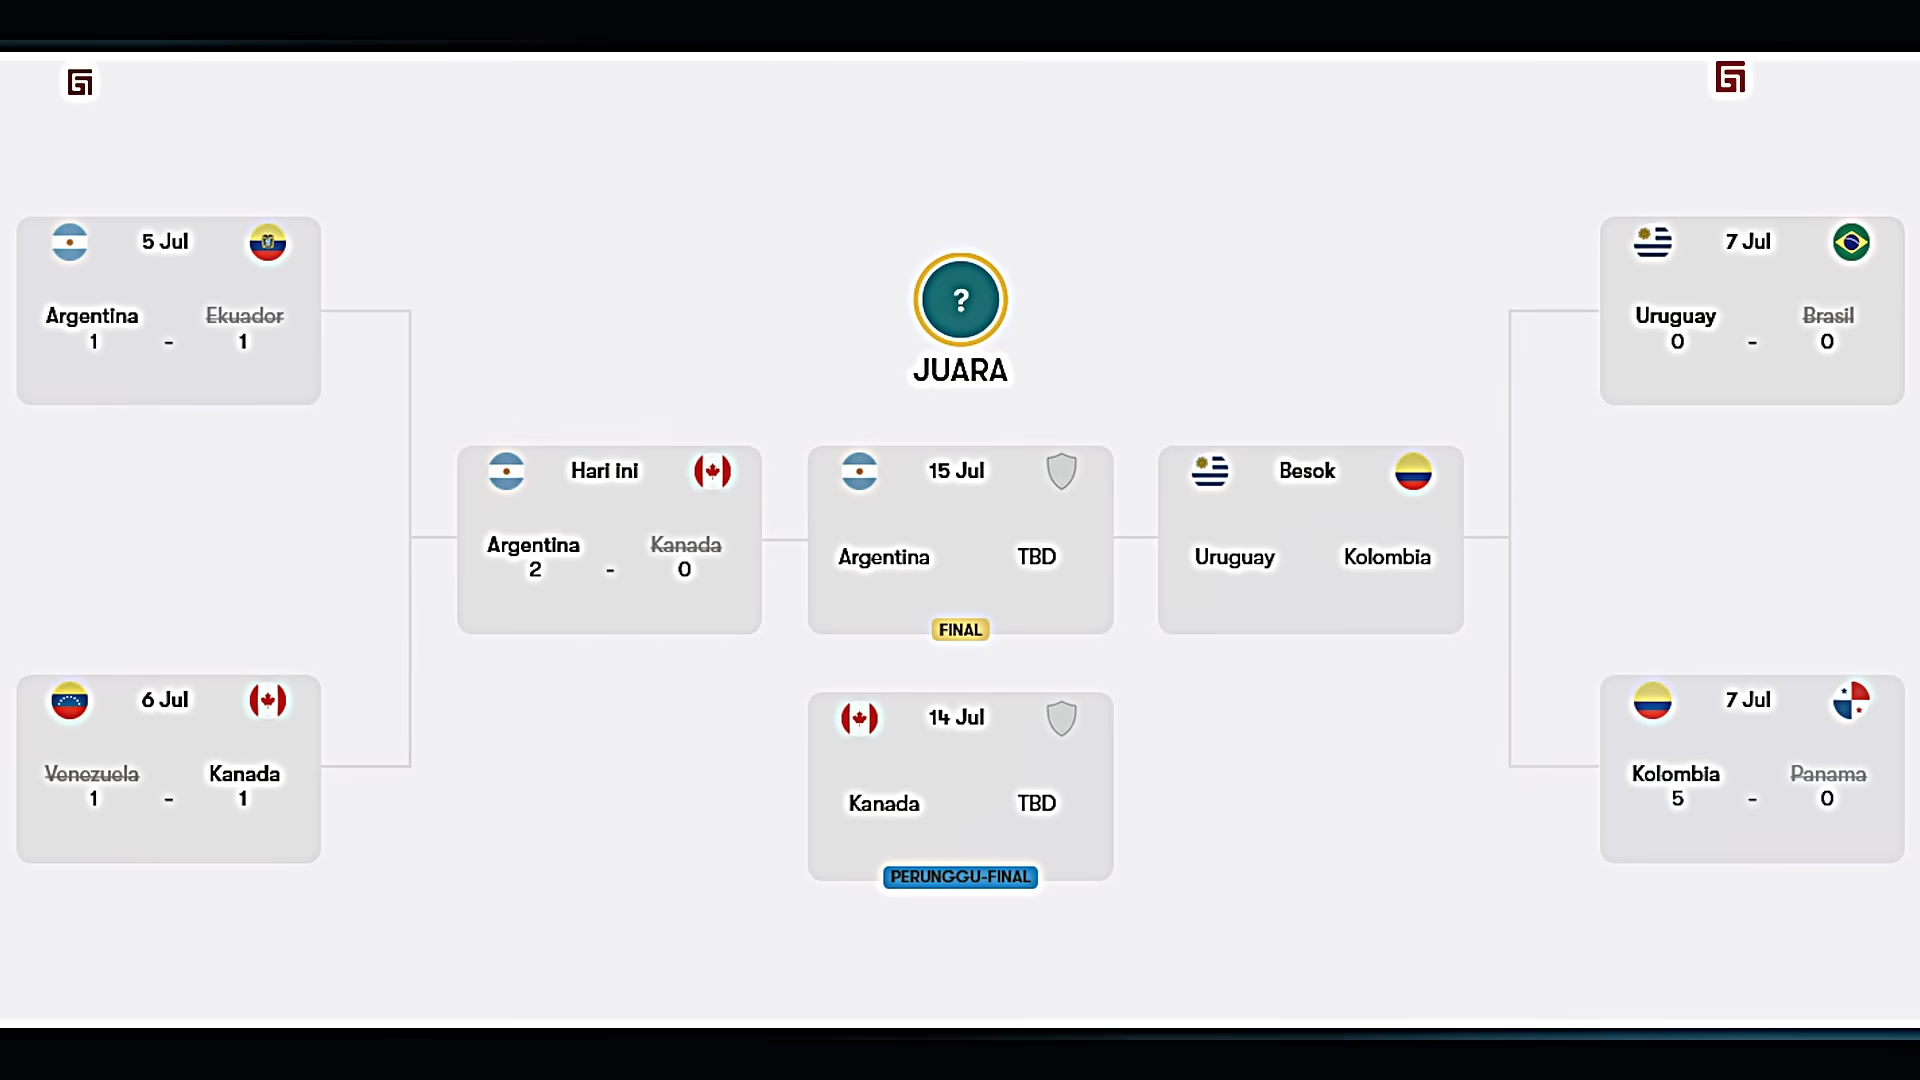 5 Jul
Argentina Ekuador
1 - 1
6 Jul
Venezuela Kanada
1 - 1
Hari ini
Argentina Kanada
2 - 0
?
JUARA
15 Jul
Argentina TBD
FINAL
14 Jul
Kanada TBD
PERUNGGU-FINAL
Besok
Uruguay Kolombia
7 Jul
Uruguay Brasil
0 - 0
7 Jul
Kolombia Panama
5 - 0